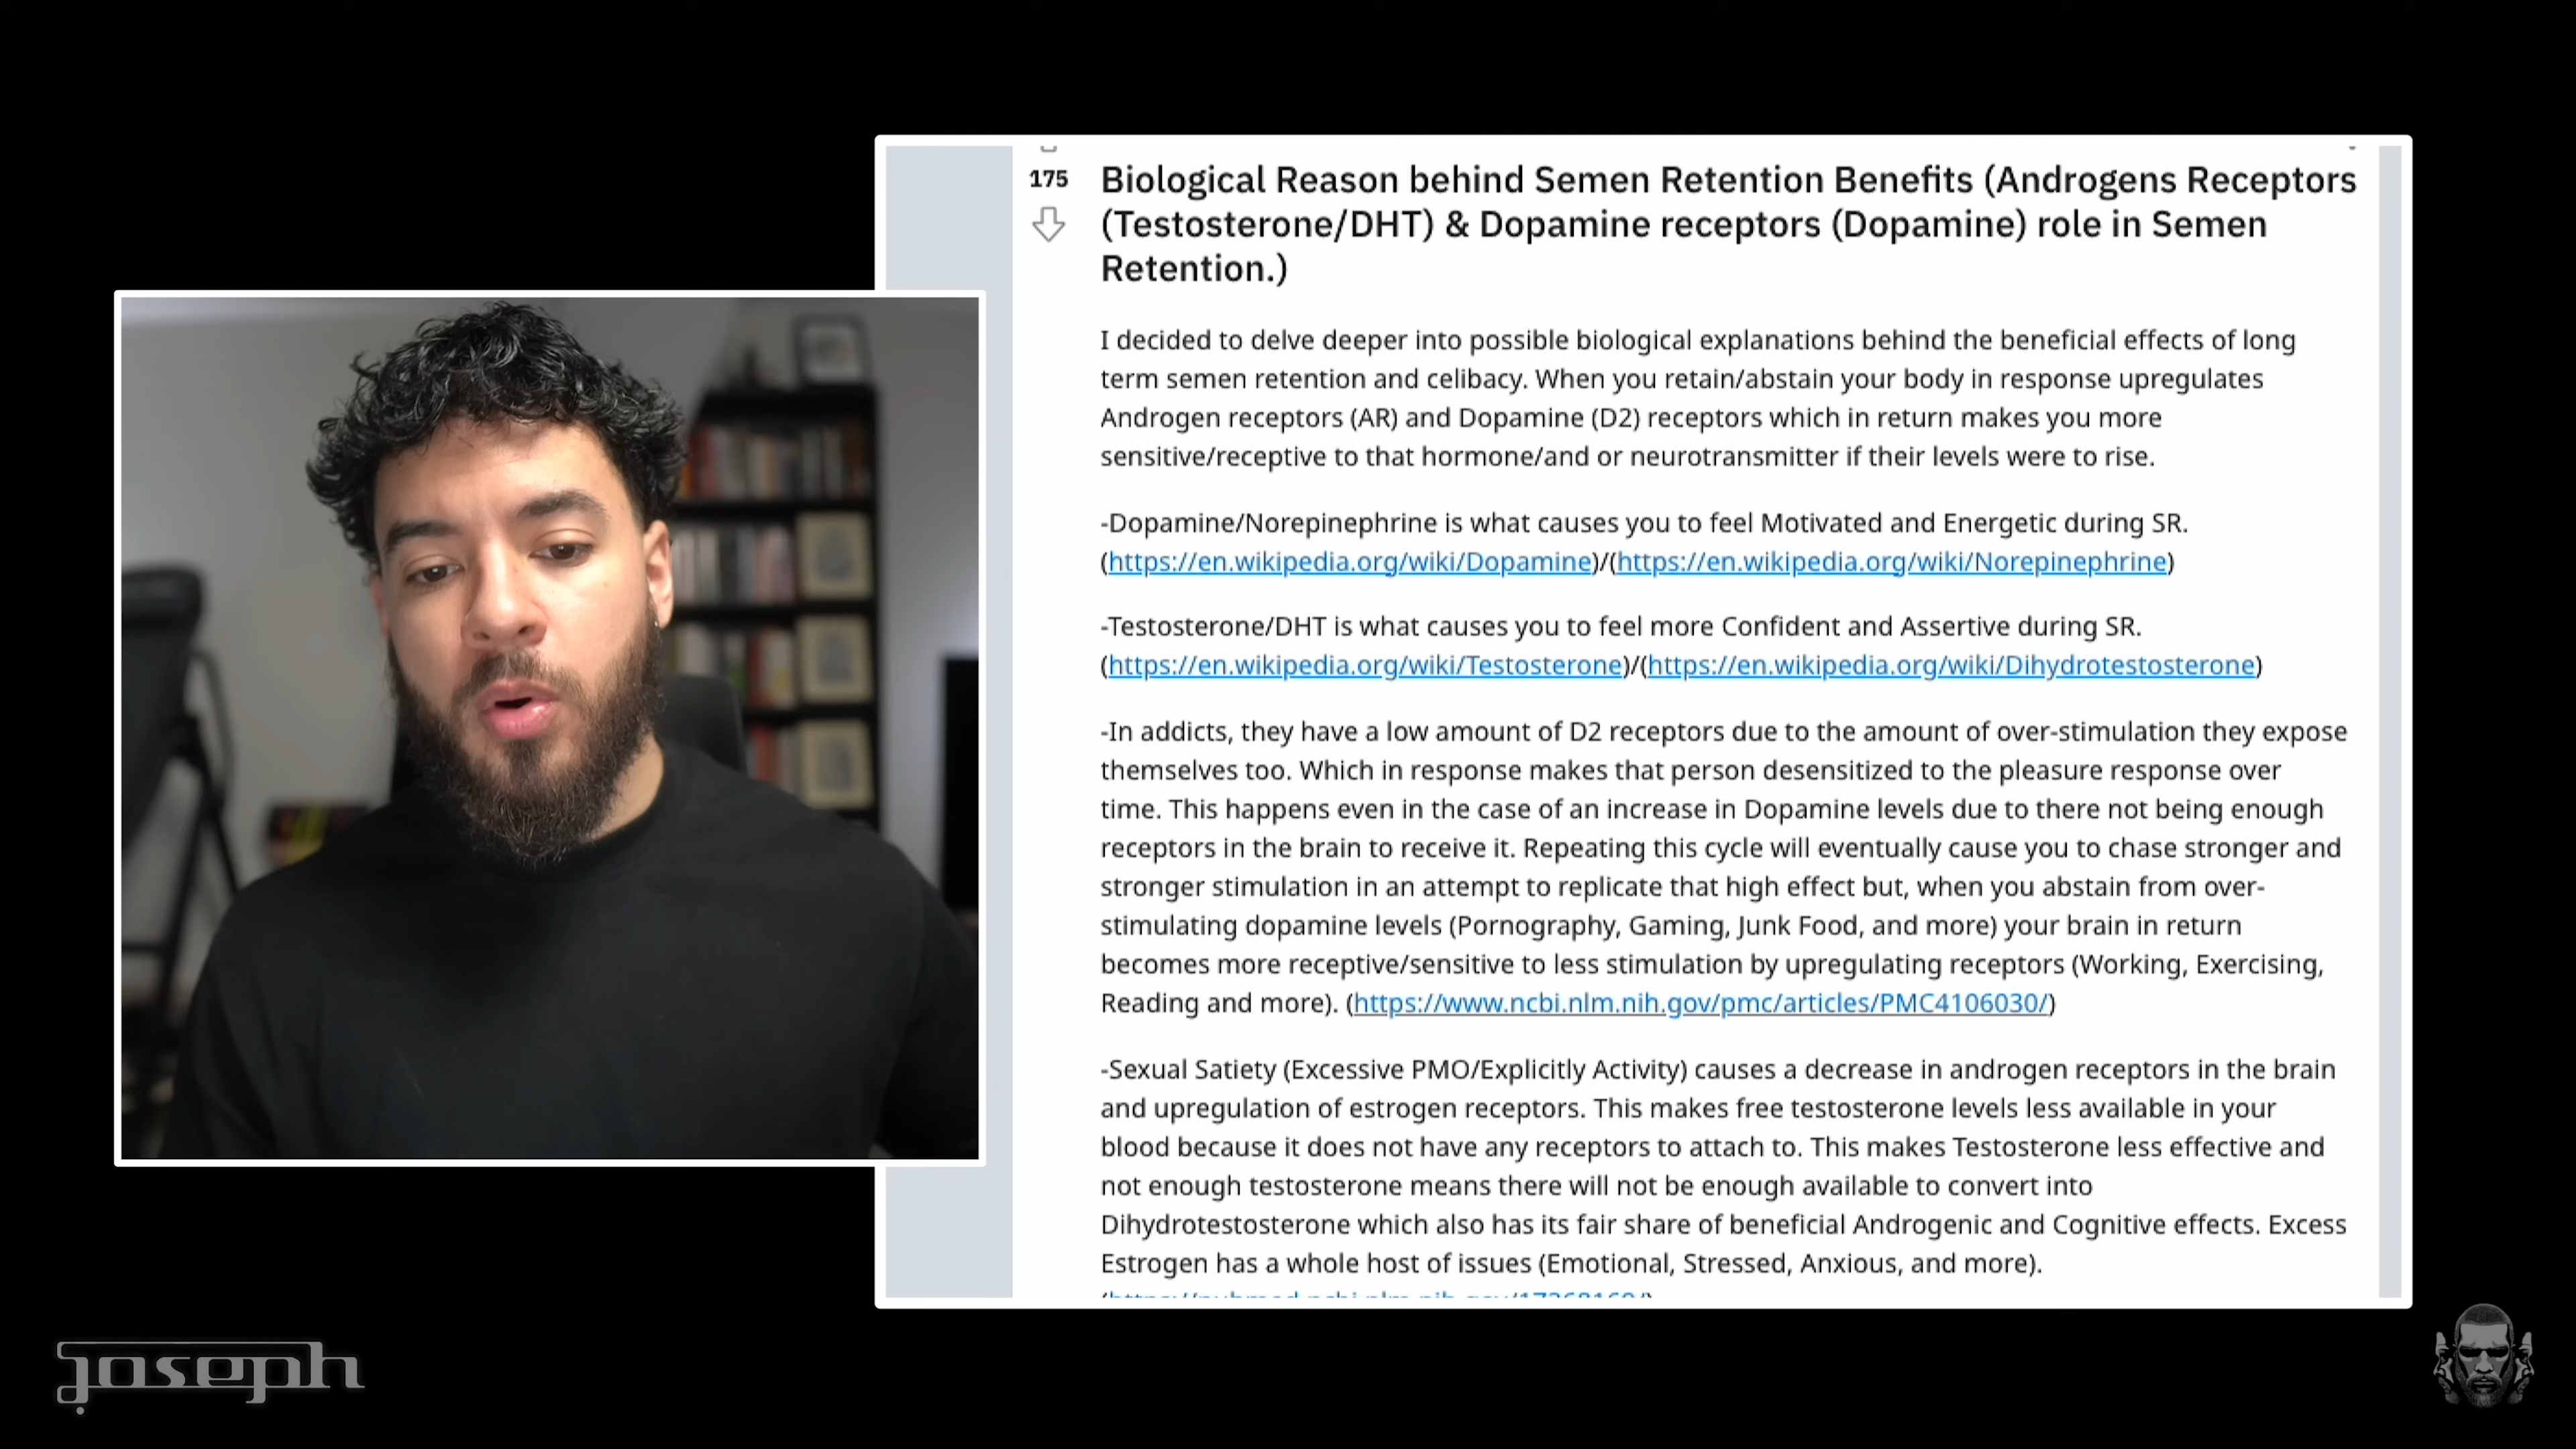 175
Biological Reason behind Semen Retention Benefits (Androgens Receptors
(Testosterone/DHT) & Dopamine receptors (Dopamine) role in Semen
Retention.)
I decided to delve deeper into possible biological explanations behind the beneficial effects of long
term semen retention and celibacy. When you retain/abstain your body in response upregulates
Androgen receptors (AR) and Dopamine (D2) receptors which in return makes you more
sensitive/receptive to that hormone/and or neurotransmitter if their levels were to rise.
-Dopamine/Norepinephrine is what causes you to feel Motivated and Energetic during SR.
(https://en.wikipedia.org/wiki/Dopamine)/(https://en.wikipedia.org/wiki/Norepinephrine)
-Testosterone/DHT is what causes you to feel more Confident and Assertive during SR.
(https://en.wikipedia.org/wiki/Testosterone)/(https://en.wikipedia.org/wiki/Dihydrotestosterone)
-In addicts, they have a low amount of D2 receptors due to the amount of over-stimulation they expose
themselves too. Which in response makes that person desensitized to the pleasure response over
time. This happens even in the case of an increase in Dopamine levels due to there not being enough
receptors in the brain to receive it. Repeating this cycle will eventually cause you to chase stronger and
stronger stimulation in an attempt to replicate that high effect but, when you abstain from over-
stimulating dopamine levels (Pornography, Gaming, Junk Food, and more) your brain in return
becomes more receptive/sensitive to less stimulation by upregulating receptors (Working, Exercising,
Reading and more). (https://www.ncbi.nlm.nih.gov/pmc/articles/PMC4106030/)
-Sexual Satiety (Excessive PMO/Explicitly Activity) causes a decrease in androgen receptors in the brain
and upregulation of estrogen receptors. This makes free testosterone levels less available in your
blood because it does not have any receptors to attach to. This makes Testosterone less effective and
not enough testosterone means there will not be enough available to convert into
Dihydrotestosterone which also has its fair share of beneficial Androgenic and Cognitive effects. Excess
Estrogen has a whole host of issues (Emotional, Stressed, Anxious, and more).
joseph